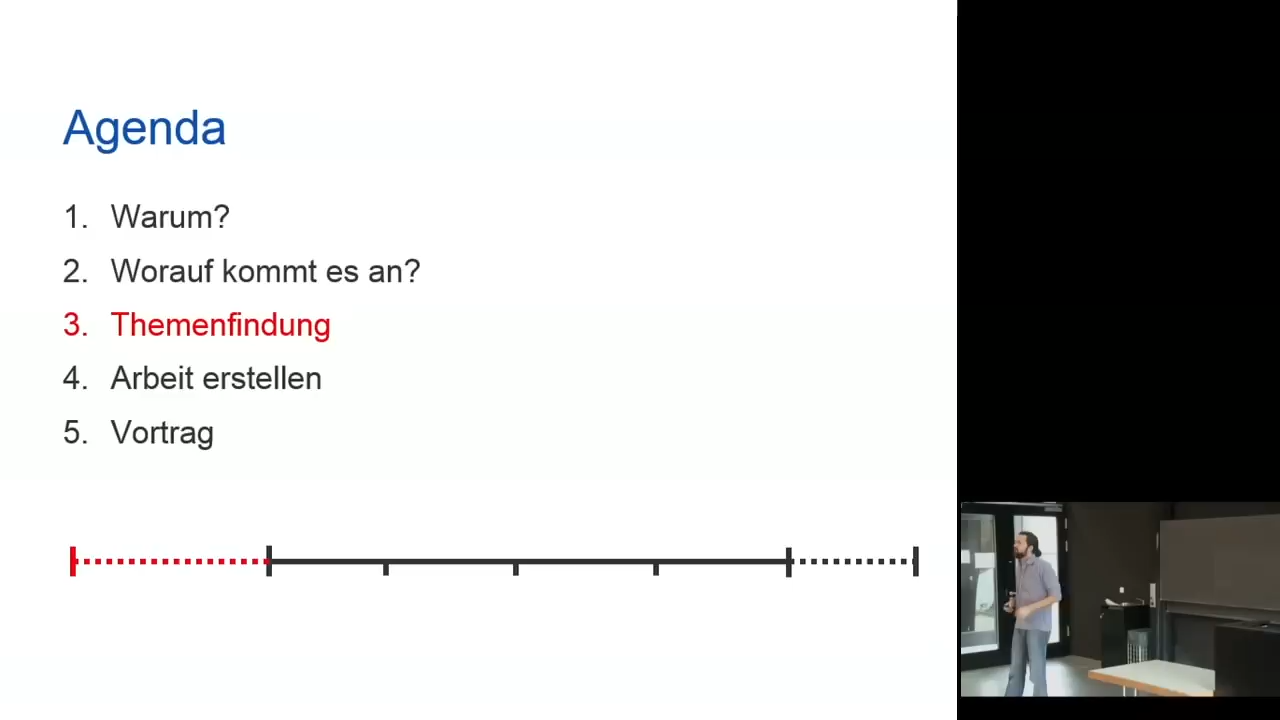 Agenda
1. Warum?
2. Worauf kommt es an?
3. Themenfindung
4. Arbeit erstellen
5. Vortrag